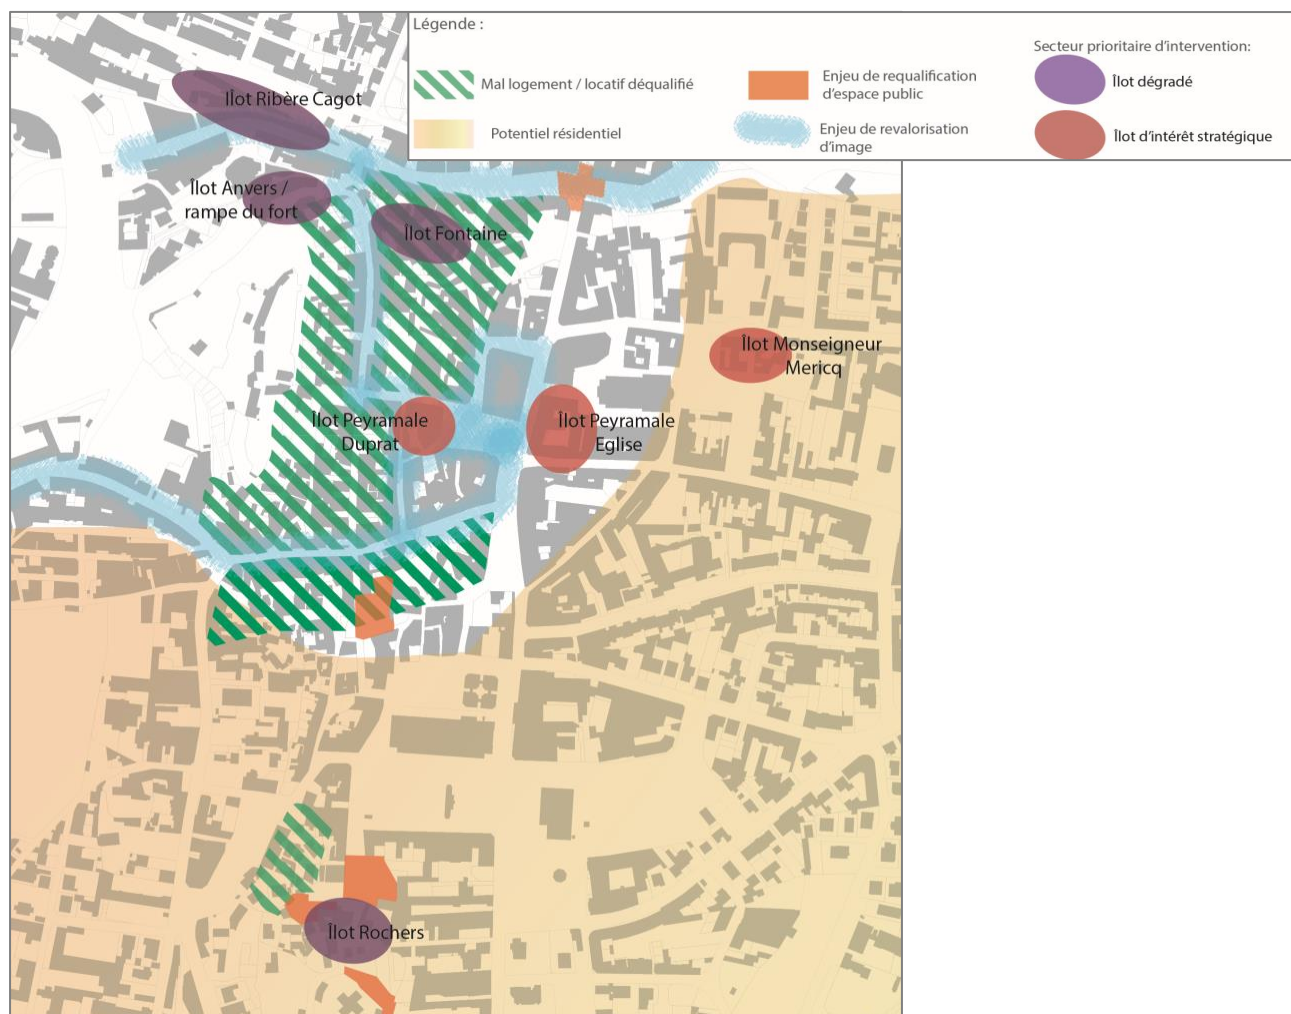 Légende :
Mal logement / locatif déqualifié
Potentiel résidentiel
Enjeu de requalification
d'espace public
Enjeu de revalorisation
d'image
Secteur prioritaire d'intervention:
Îlot dégradé
Îlot d'intérêt stratégique
Ilot Ribère Cagot
Îlot Anvers /
rampe du fort
Îlot Fontaine
Îlot Monseigneur
Mericq
Îlot Peyramale
Duprat
Îlot Peyramale
Eglise
Îlot Rochers